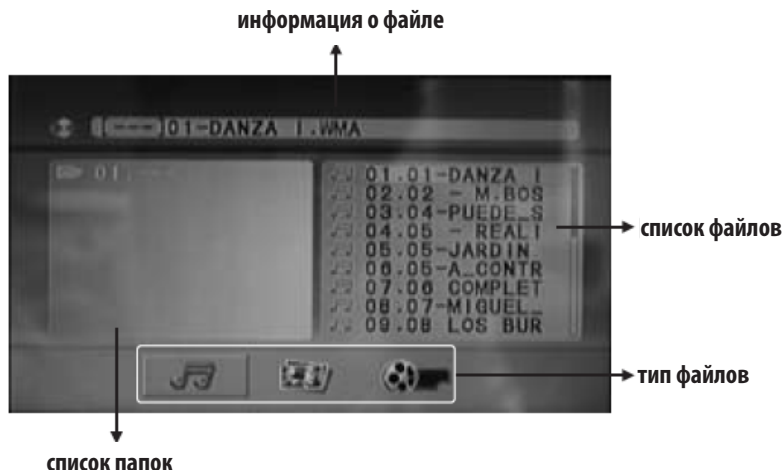 информация о файле
[---]01-DANZA I.WMA
01.---
01.01-DANZA I
02.02 - M.BOS
03.04-PUEDE_S
04.05 - REALI
05.05-JARDIN_
06.05-A_CONTR
07.06 COMPLET
08.07-MIGUEL_
09.08 LOS BUR
список файлов
тип файлов
список папок